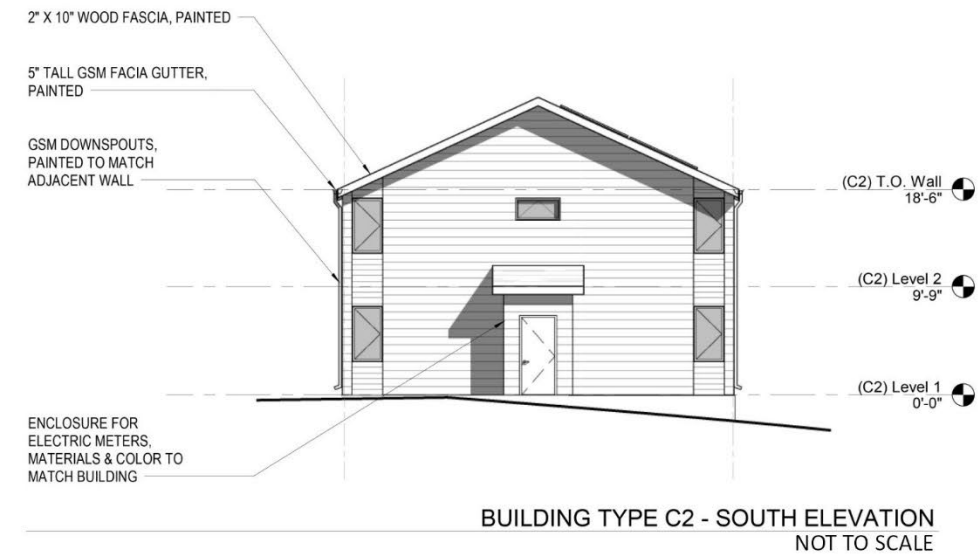 2" X 10" WOOD FASCIA, PAINTED
5" TALL GSM FACIA GUTTER,
PAINTED
GSM DOWNSPOUTS,
PAINTED TO MATCH
ADJACENT WALL
(C2) T.O. Wall
18'-6"
(C2) Level 2
9'-9"
(C2) Level 1
0'-0"
ENCLOSURE FOR
ELECTRIC METERS,
MATERIALS & COLOR TO
MATCH BUILDING
BUILDING TYPE C2 - SOUTH ELEVATION
NOT TO SCALE